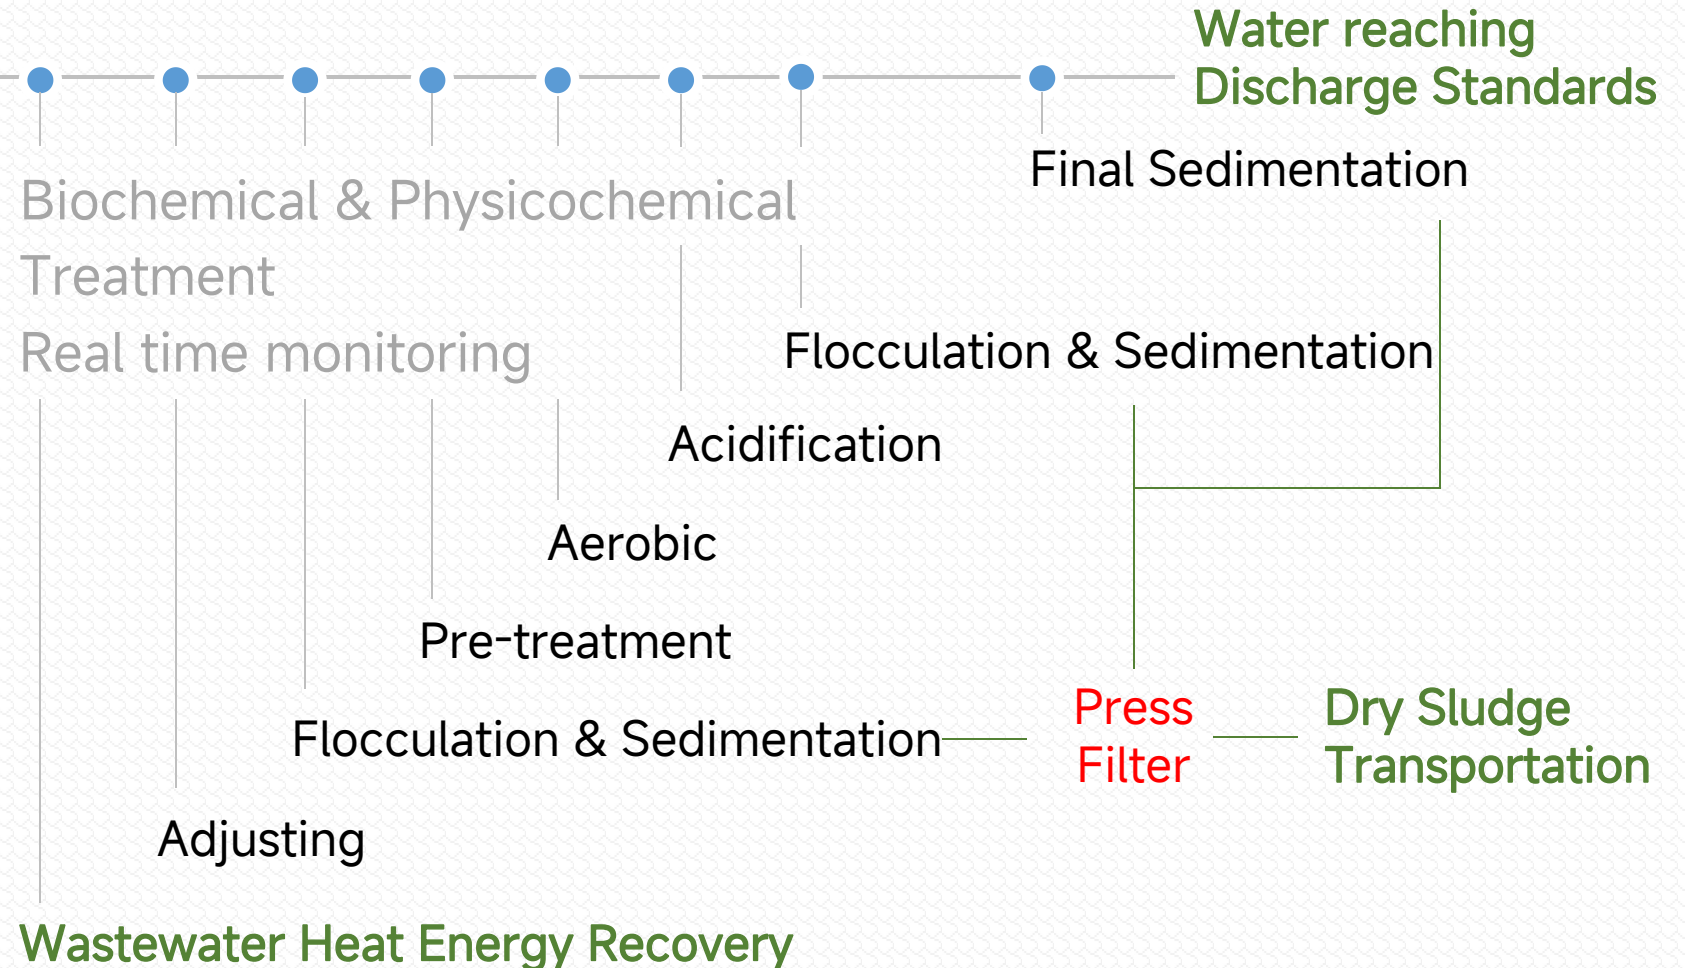 Water reaching
Discharge Standards
Final Sedimentation
Biochemical & Physicochemical
Treatment
Real time monitoring
Flocculation & Sedimentation
Acidification
Aerobic
Pre-treatment
Flocculation & Sedimentation
Press
Filter
Dry Sludge
Transportation
Adjusting
Wastewater Heat Energy Recovery